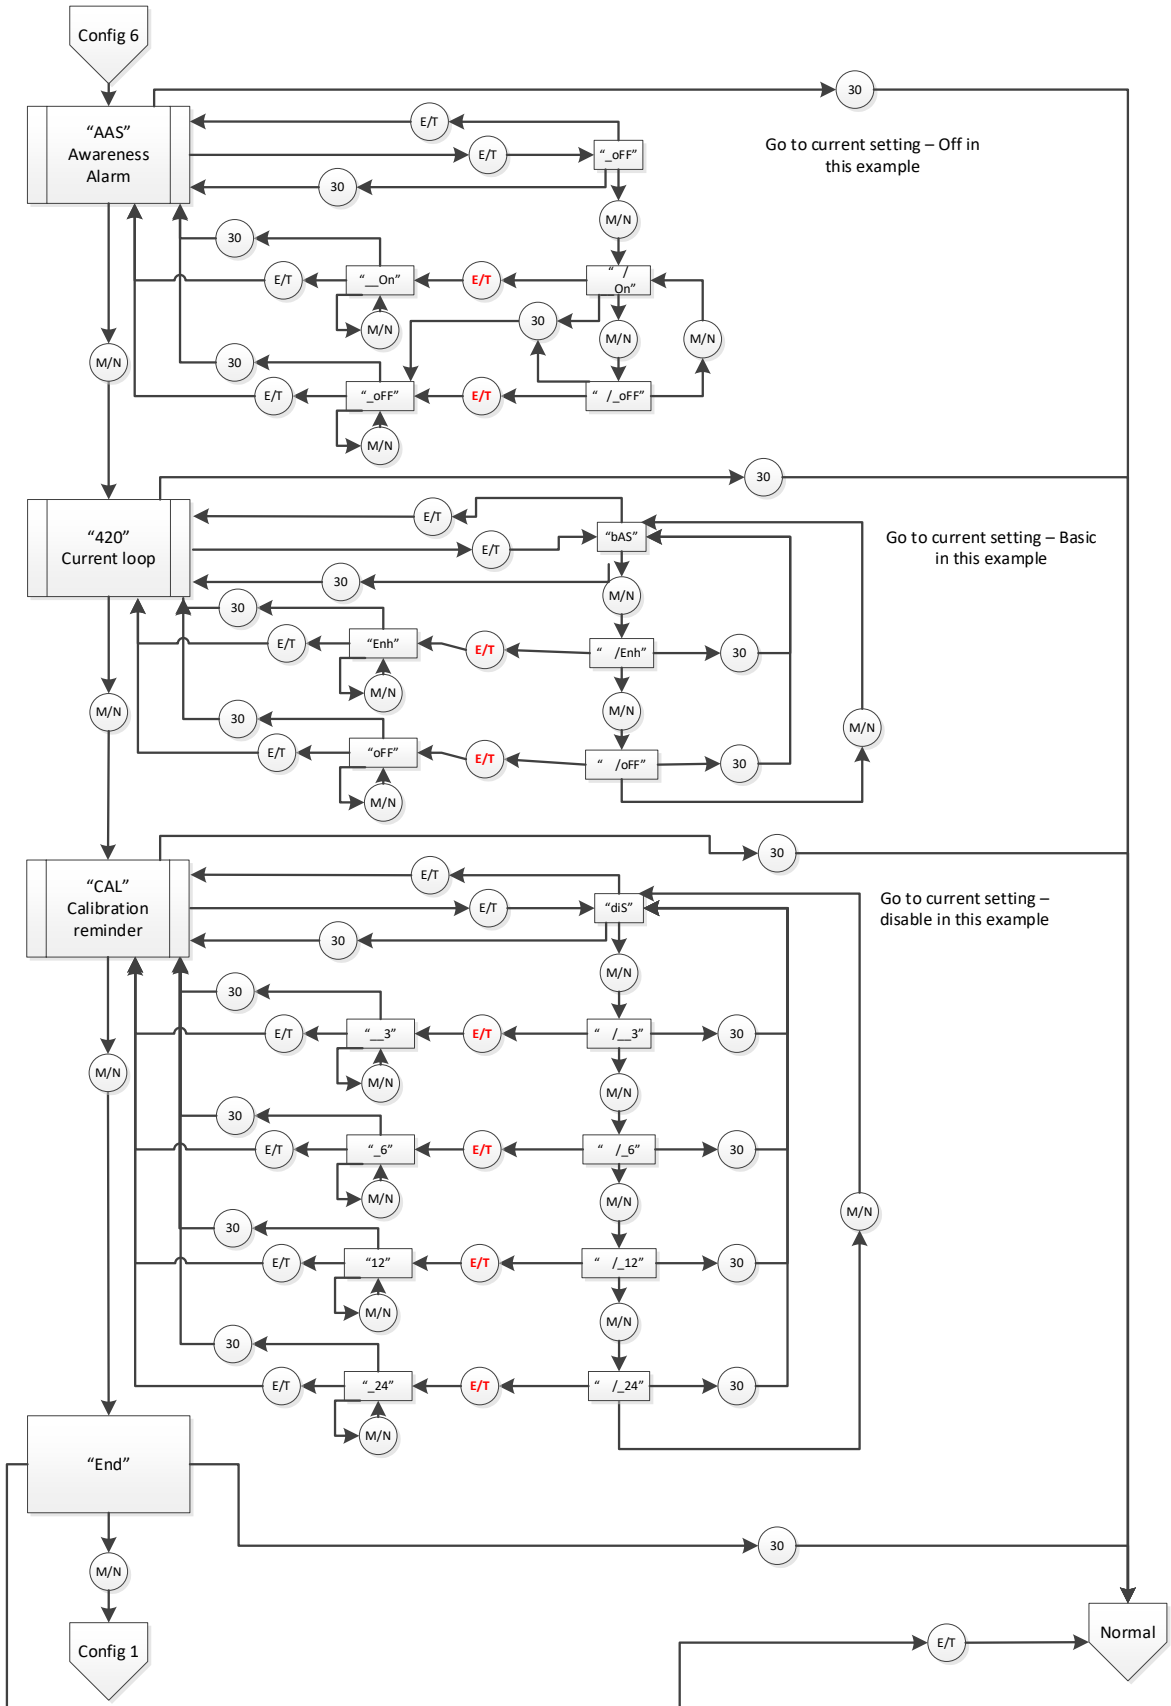 Config 6
30
“AAS”
Awareness
Alarm
E/T
E/T
“_oFF”
Go to current setting – Off in
this example
30
M/N
30
E/T
“__On”
E/T
“ /
__On”
M/N
30
M/N
M/N
M/N
30
E/T
“_oFF”
E/T
“ /_oFF”
M/N
30
“420”
Current loop
E/T
E/T
“bAS”
Go to current setting – Basic
in this example
30
M/N
30
E/T
“Enh”
E/T
“ /Enh”
30
M/N
M/N
M/N
30
M/N
E/T
“oFF”
E/T
“ /oFF”
30
M/N
30
“CAL”
Calibration
reminder
E/T
E/T
“diS”
Go to current setting –
disable in this example
30
M/N
30
E/T
“__3”
E/T
“ /__3”
30
M/N
M/N
M/N
30
E/T
“_6”
E/T
“ /_6”
30
M/N
M/N
M/N
30
E/T
“12”
E/T
“ /_12”
30
M/N
M/N
30
E/T
“_24”
E/T
“ /_24”
30
M/N
“End”
30
M/N
Config 1
E/T
Normal